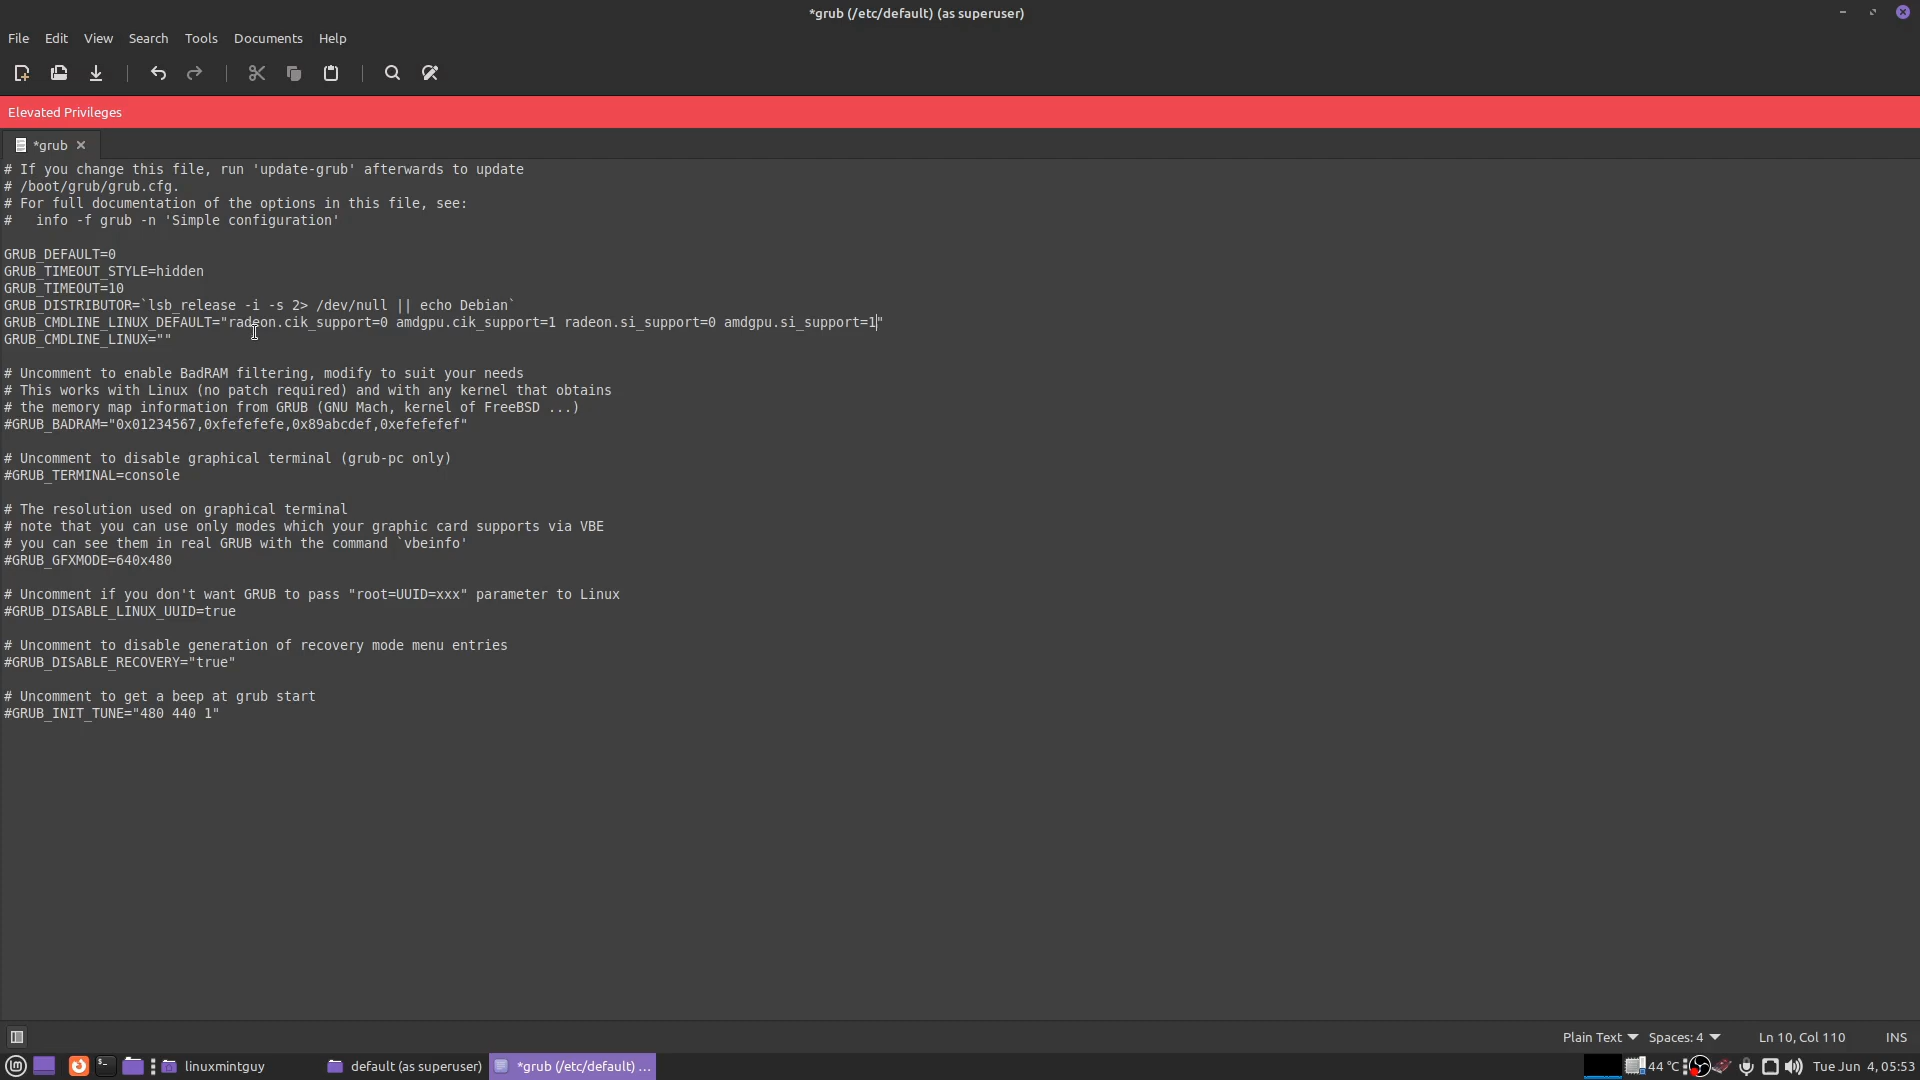 *grub (/etc/default) (as superuser)
File Edit View Search Tools Documents Help
Elevated Privileges
*grub
# If you change this file, run 'update-grub' afterwards to update
# /boot/grub/grub.cfg.
# For full documentation of the options in this file, see:
#   info -f grub -n 'Simple configuration'
GRUB_DEFAULT=0
GRUB_TIMEOUT_STYLE=hidden
GRUB_TIMEOUT=10
GRUB_DISTRIBUTOR=`lsb_release -i -s 2> /dev/null || echo Debian`
GRUB_CMDLINE_LINUX_DEFAULT="radeon.cik_support=0 amdgpu.cik_support=1 radeon.si_support=0 amdgpu.si_support=1"
GRUB_CMDLINE_LINUX=""
# Uncomment to enable BadRAM filtering, modify to suit your needs
# This works with Linux (no patch required) and with any kernel that obtains
# the memory map information from GRUB (GNU Mach, kernel of FreeBSD ...)
#GRUB_BADRAM="0x01234567,0xfefefefe,0x89abcdef,0xefefefef"
# Uncomment to disable graphical terminal (grub-pc only)
#GRUB_TERMINAL=console
# The resolution used on graphical terminal
# note that you can use only modes which your graphic card supports via VBE
# you can see them in real GRUB with the command `vbeinfo'
#GRUB_GFXMODE=640x480
# Uncomment if you don't want GRUB to pass "root=UUID=xxx" parameter to Linux
#GRUB_DISABLE_LINUX_UUID=true
# Uncomment to disable generation of recovery mode menu entries
#GRUB_DISABLE_RECOVERY="true"
# Uncomment to get a beep at grub start
#GRUB_INIT_TUNE="480 440 1"
Plain Text Spaces: 4 Ln 10, Col 110 INS
linuxmintguy default (as superuser) *grub (/etc/default) ... 44 °C Tue Jun 4, 05:53